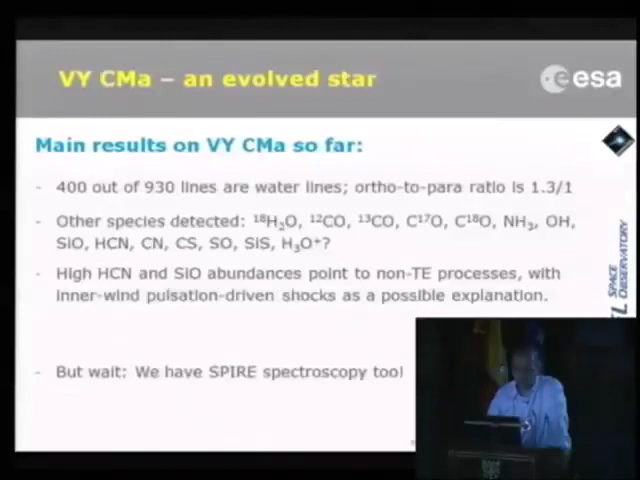 VY CMa – an evolved star
esa
Main results on VY CMa so far:
- 400 out of 930 lines are water lines; ortho-to-para ratio is 1.3/1
- Other species detected: ¹⁸H₂O, ¹²CO, ¹³CO, C¹⁷O, C¹⁸O, NH₃, OH,
SiO, HCN, CN, CS, SO, SiS, H₃O⁺?
- High HCN and SiO abundances point to non-TE processes, with
inner-wind pulsation-driven shocks as a possible explanation.
- But wait: We have SPIRE spectroscopy too!
SPACE
OBSERVATORY